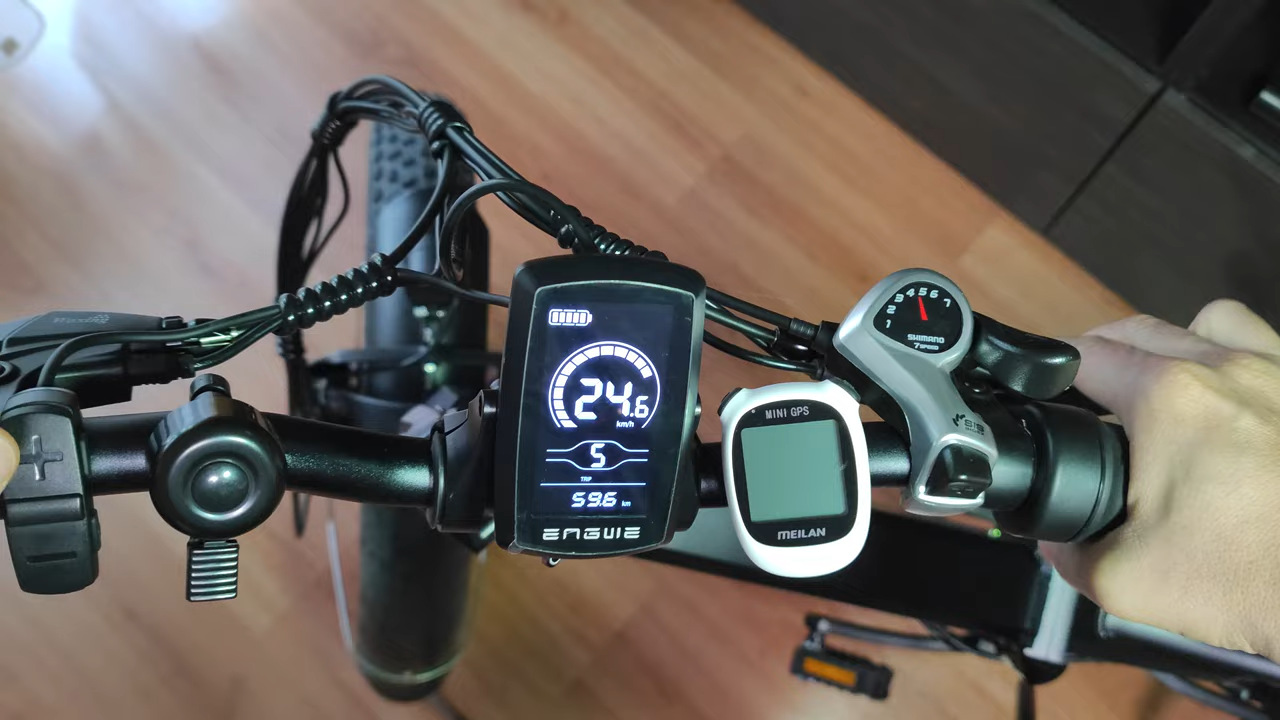 24.6
km/h
5
TRIP
59.6 km
ENGWE
MINI GPS
MEILAN
1 2 3 4 5 6 7
SHIMANO
7 SPEED
SIS
+
-